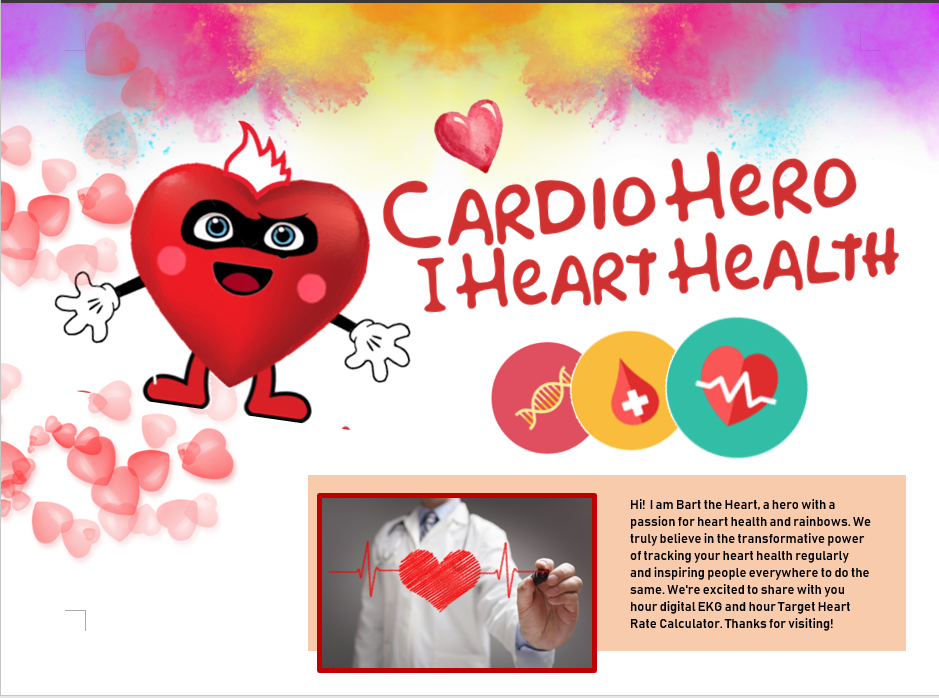 CARDIO HERO
I HEART HEALTH
Hi!  I am Bart the Heart, a hero with a
passion for heart health and rainbows. We
truly believe in the transformative power
of tracking your heart health regularly
and inspiring people everywhere to do the
same. We're excited to share with you
hour digital EKG and hour Target Heart
Rate Calculator. Thanks for visiting!